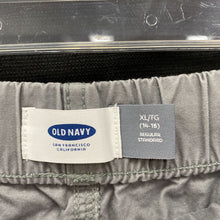 OLD NAVY
SAN FRANCISCO
CALIFORNIA
XL/TG
(14-16)
REGULAR
STANDARD